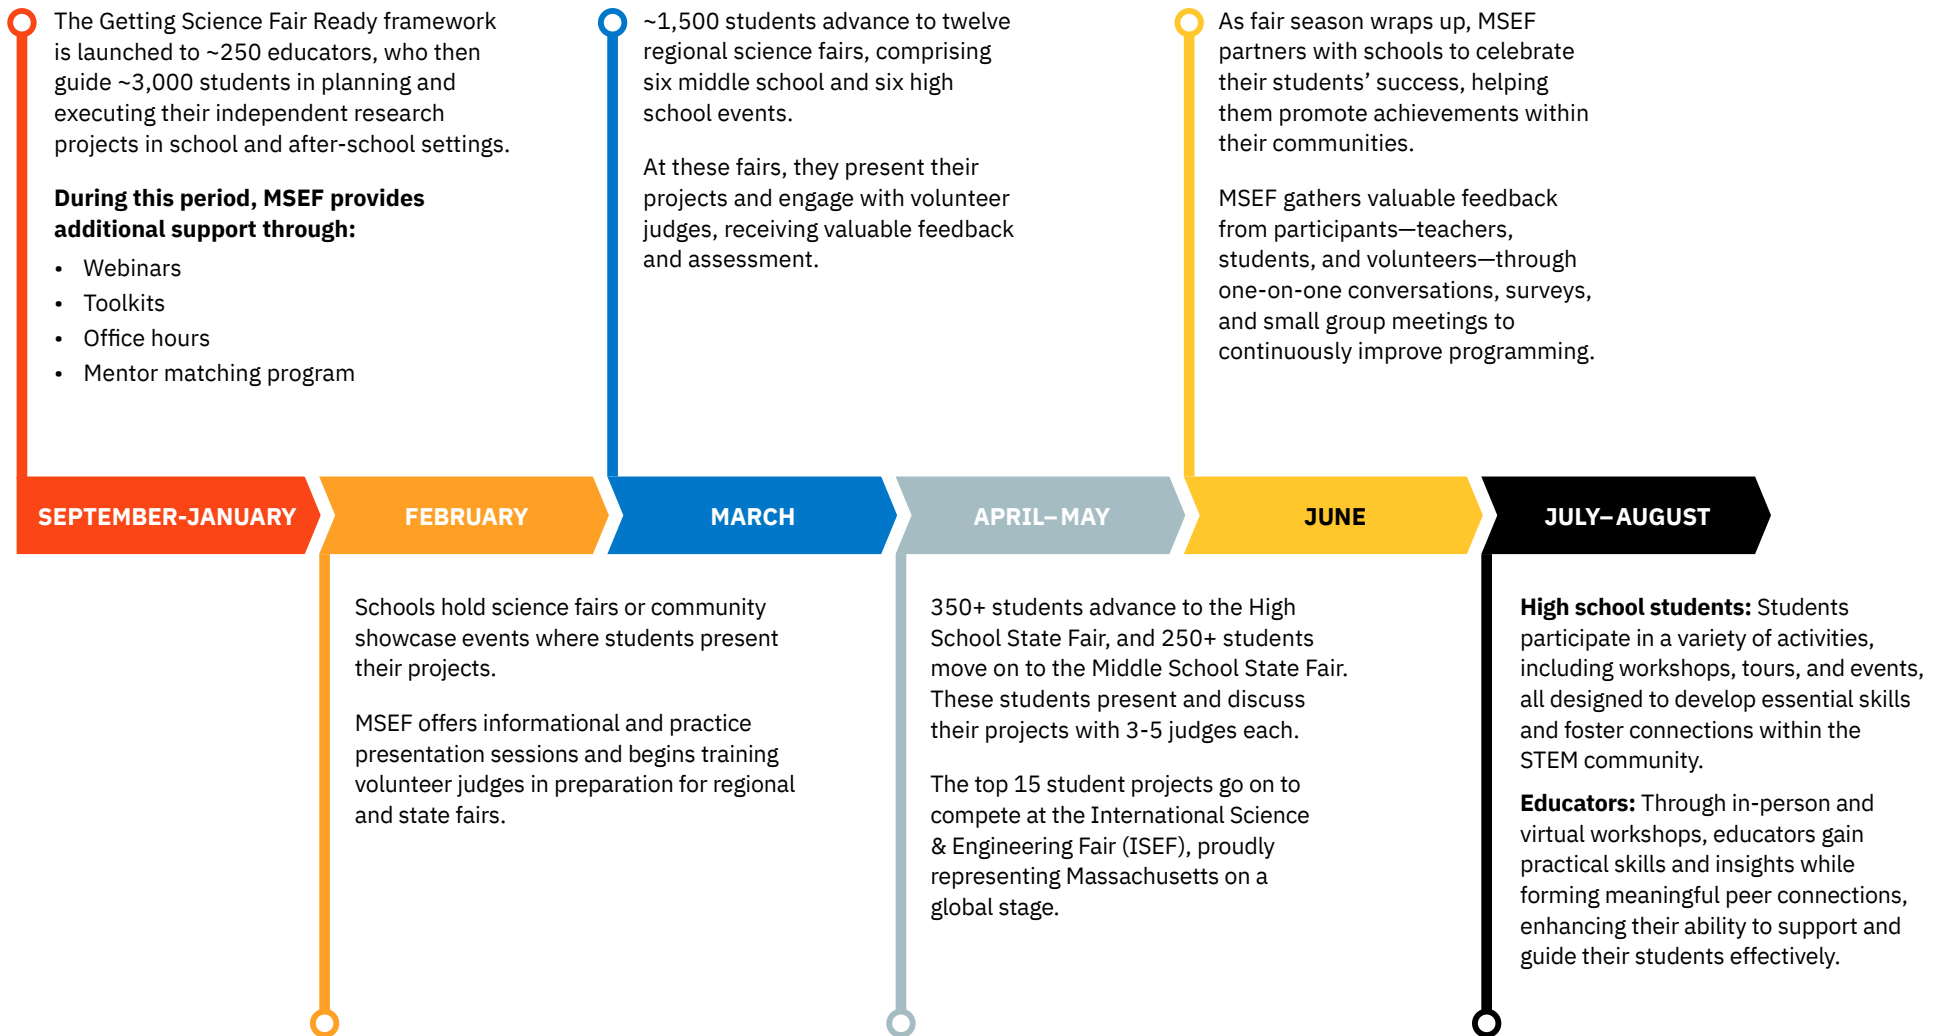 The Getting Science Fair Ready framework
is launched to ~250 educators, who then
guide ~3,000 students in planning and
executing their independent research
projects in school and after-school settings.
During this period, MSEF provides
additional support through:
• Webinars
• Toolkits
• Office hours
• Mentor matching program
~1,500 students advance to twelve
regional science fairs, comprising
six middle school and six high
school events.
At these fairs, they present their
projects and engage with volunteer
judges, receiving valuable feedback
and assessment.
As fair season wraps up, MSEF
partners with schools to celebrate
their students’ success, helping
them promote achievements within
their communities.
MSEF gathers valuable feedback
from participants—teachers,
students, and volunteers—through
one-on-one conversations, surveys,
and small group meetings to
continuously improve programming.
SEPTEMBER-JANUARY
FEBRUARY
MARCH
APRIL–MAY
JUNE
JULY–AUGUST
Schools hold science fairs or community
showcase events where students present
their projects.
MSEF offers informational and practice
presentation sessions and begins training
volunteer judges in preparation for regional
and state fairs.
350+ students advance to the High
School State Fair, and 250+ students
move on to the Middle School State Fair.
These students present and discuss
their projects with 3-5 judges each.
The top 15 student projects go on to
compete at the International Science
& Engineering Fair (ISEF), proudly
representing Massachusetts on a
global stage.
High school students: Students
participate in a variety of activities,
including workshops, tours, and events,
all designed to develop essential skills
and foster connections within the
STEM community.
Educators: Through in-person and
virtual workshops, educators gain
practical skills and insights while
forming meaningful peer connections,
enhancing their ability to support and
guide their students effectively.